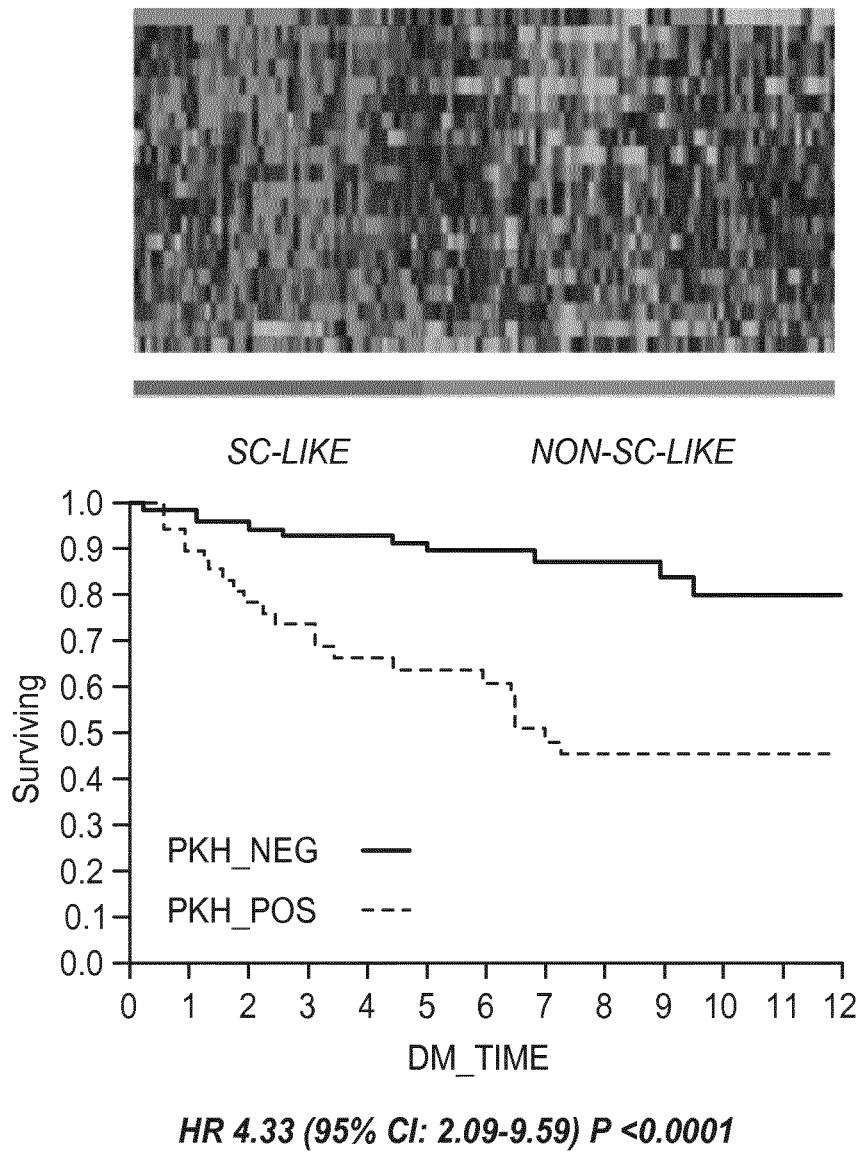 SC-LIKE NON-SC-LIKE
1.0
0.9
0.8
0.7
0.6
0.5
0.4
0.3
0.2
0.1
0.0
Surviving
PKH_NEG
PKH_POS
0 1 2 3 4 5 6 7 8 9 10 11 12
DM_TIME
HR 4.33 (95% CI: 2.09-9.59) P <0.0001